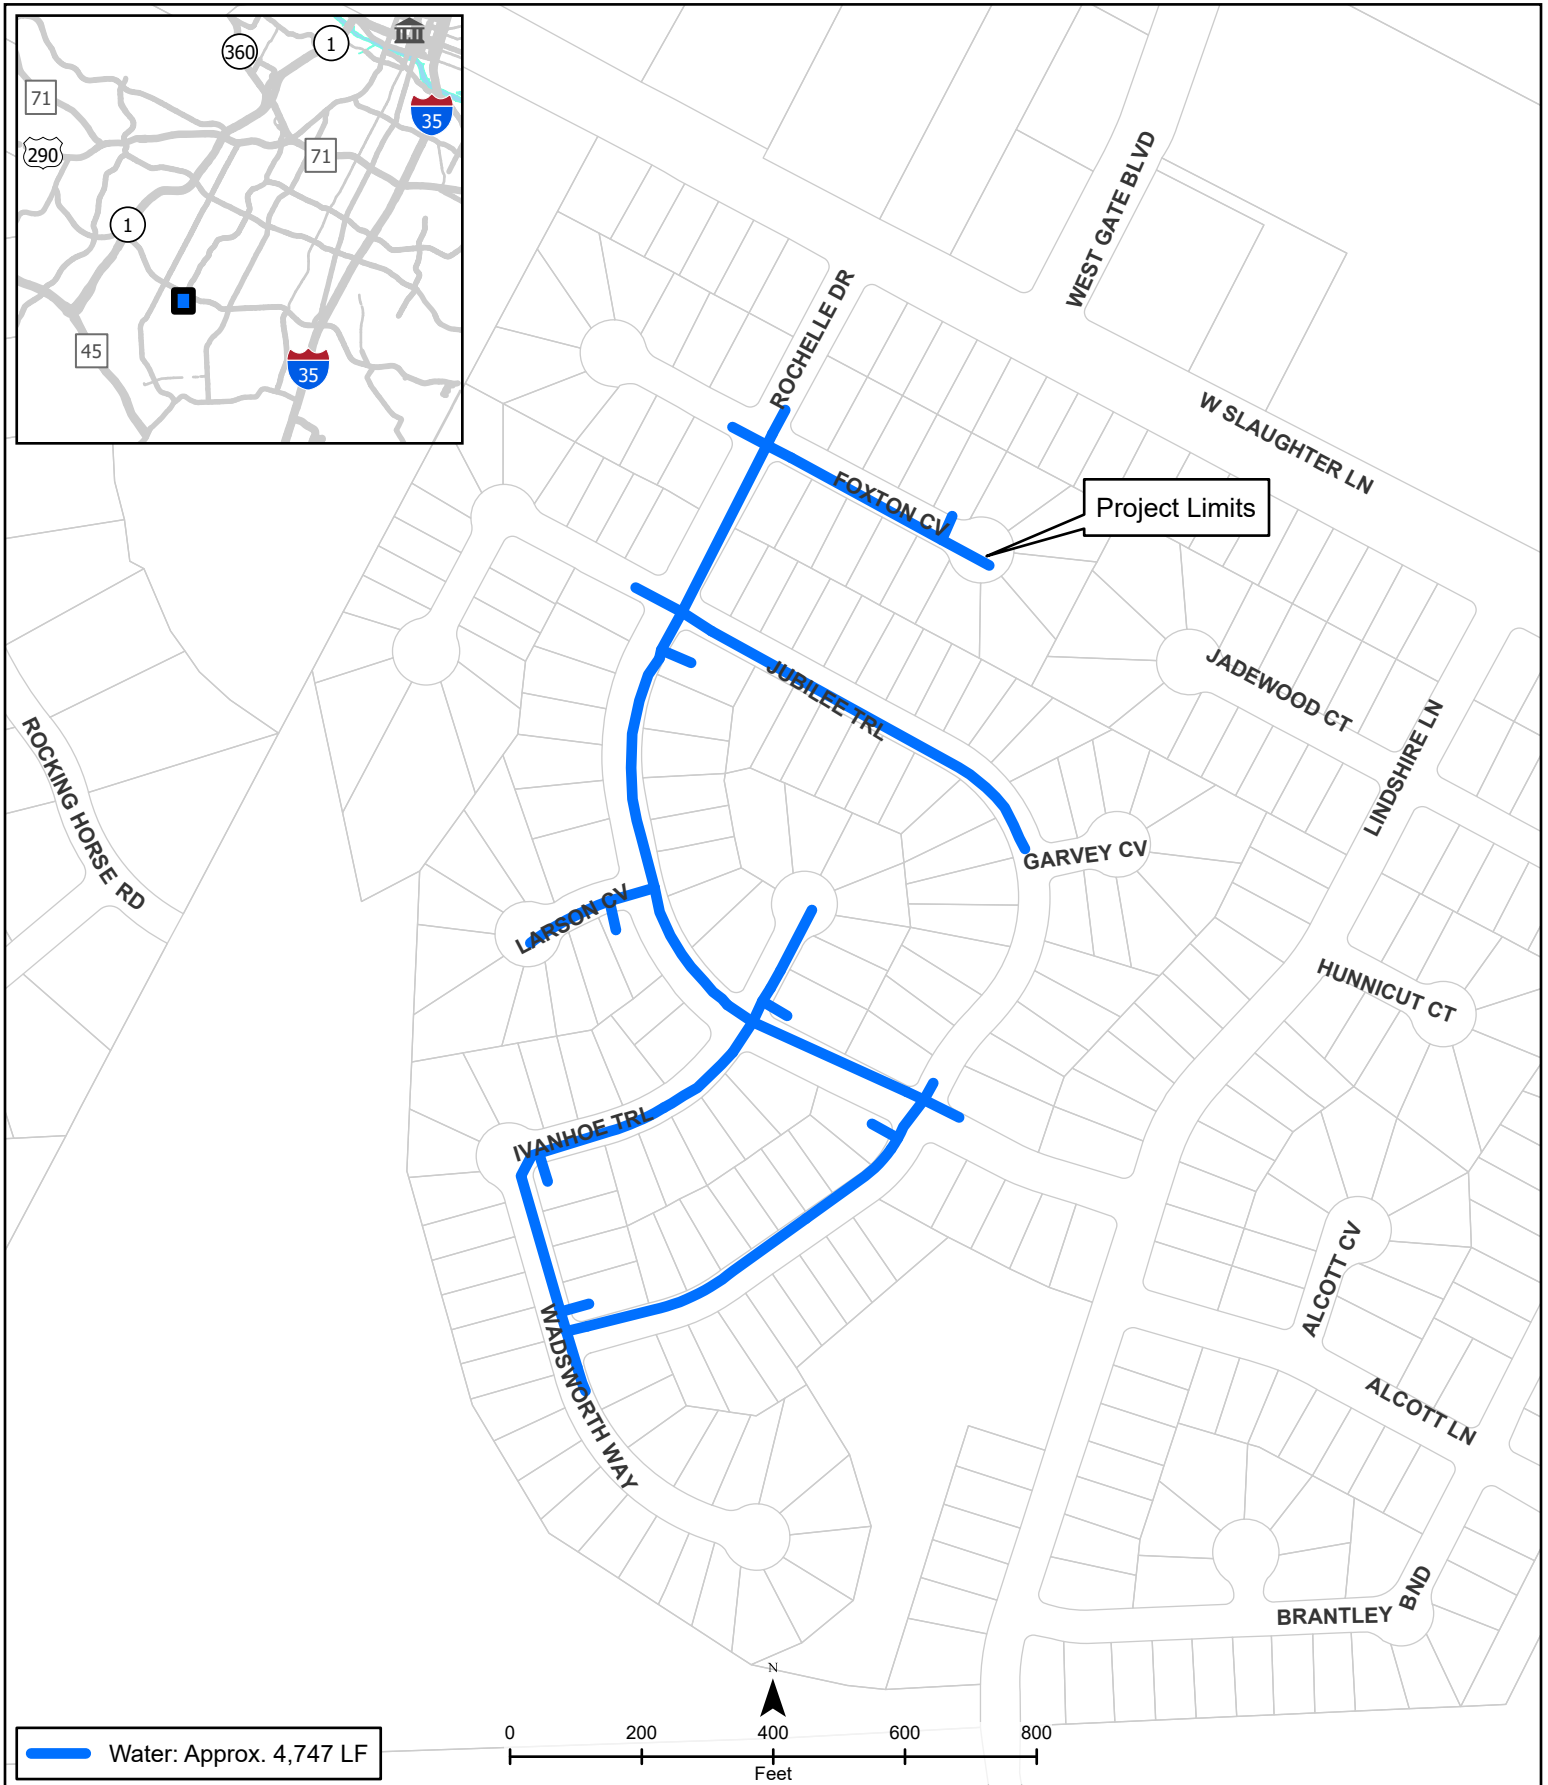 360
1
71
35
290
71
1
45
35
WEST GATE BLVD
ROCHELLE DR
W SLAUGHTER LN
FOXTON CV
Project Limits
JUBILEE TRL
JADEWOOD CT
LINDSHIRE LN
ROCKING HORSE RD
GARVEY CV
LARSON CV
HUNNICUT CT
IVANHOE TRL
ALCOTT CV
WADSWORTH WAY
ALCOTT LN
BRANTLEY BND
N
0 200 400 600 800
Feet
Water: Approx. 4,747 LF